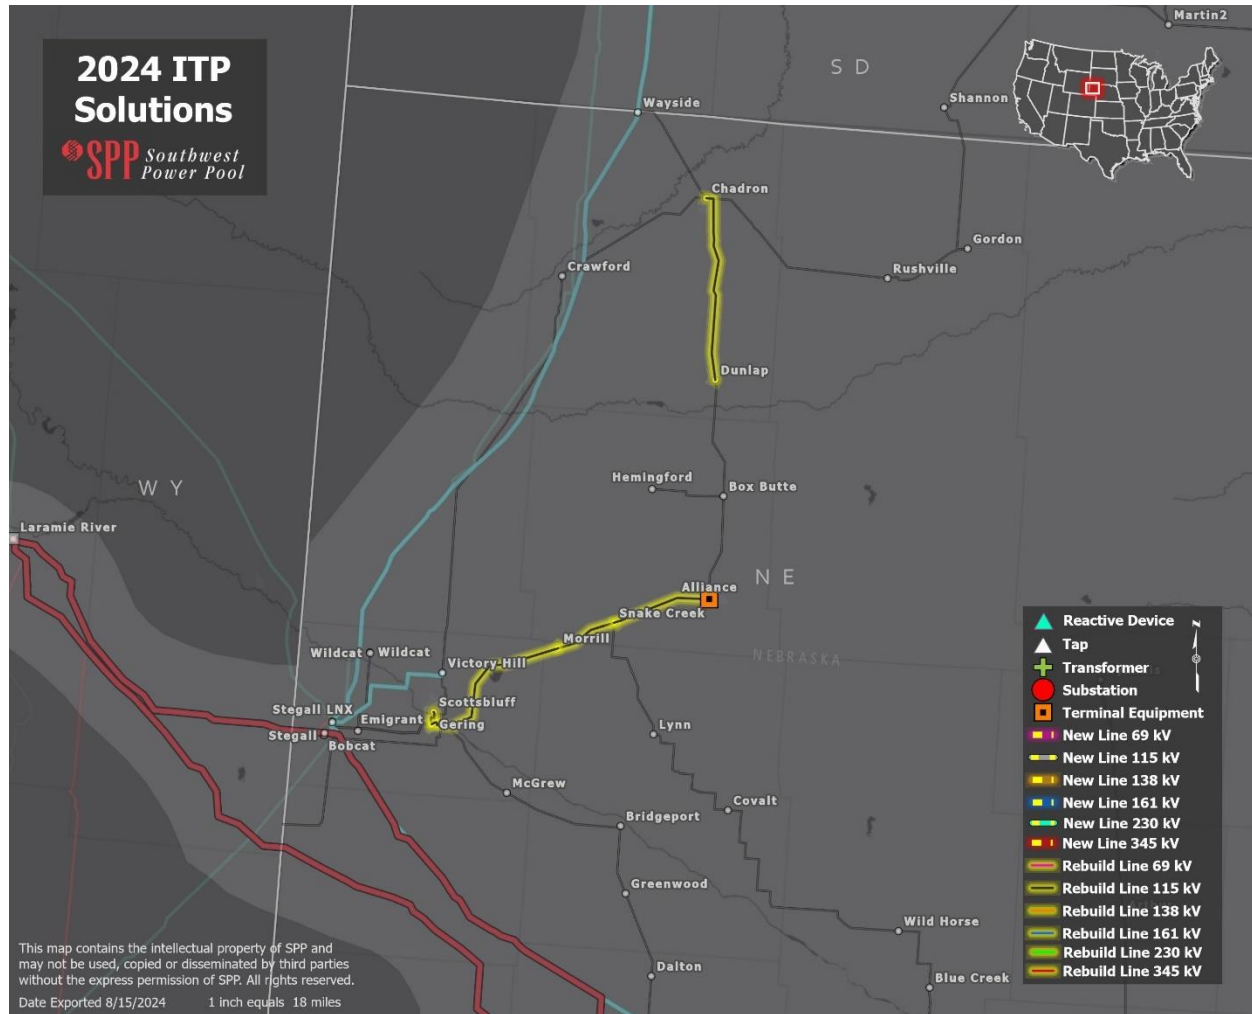 2024 ITP
Solutions
SPP Southwest
Power Pool
Martin2
S D
Shannon
Wayside
Chadron
Gordon
Crawford
Rushville
Dunlap
Hemingford
Box Butte
W Y
Laramie River
Alliance
N E
Snake Creek
Morrill
NEBRASKA
Wildcat
Wildcat
Victory Hill
Scottsbluff
Stegall LNX
Emigrant
Gering
Stegall
Bobcat
Lynn
McGrew
Covalt
Bridgeport
Greenwood
Wild Horse
Dalton
Blue Creek
N
Reactive Device
Tap
Transformer
Substation
Terminal Equipment
New Line 69 kV
New Line 115 kV
New Line 138 kV
New Line 161 kV
New Line 230 kV
New Line 345 kV
Rebuild Line 69 kV
Rebuild Line 115 kV
Rebuild Line 138 kV
Rebuild Line 161 kV
Rebuild Line 230 kV
Rebuild Line 345 kV
This map contains the intellectual property of SPP and
may not be used, copied or disseminated by third parties
without the express permission of SPP. All rights reserved.
Date Exported 8/15/2024 1 inch equals 18 miles